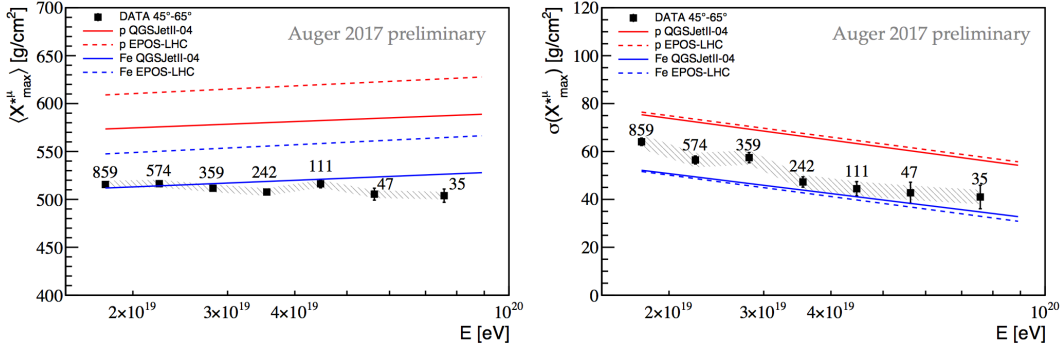 ⟨X*μmax⟩ [g/cm²]
700
650
600
550
500
450
400
DATA 45°-65°
p QGSJetII-04
p EPOS-LHC
Fe QGSJetII-04
Fe EPOS-LHC
Auger 2017 preliminary
859 574 359 242 111 47 35
2×10¹⁹ 3×10¹⁹ 4×10¹⁹ 10²⁰
E [eV]
σ(X*μmax) [g/cm²]
120
100
80
60
40
20
0
DATA 45°-65°
p QGSJetII-04
p EPOS-LHC
Fe QGSJetII-04
Fe EPOS-LHC
Auger 2017 preliminary
859 574 359 242 111 47 35
2×10¹⁹ 3×10¹⁹ 4×10¹⁹ 10²⁰
E [eV]